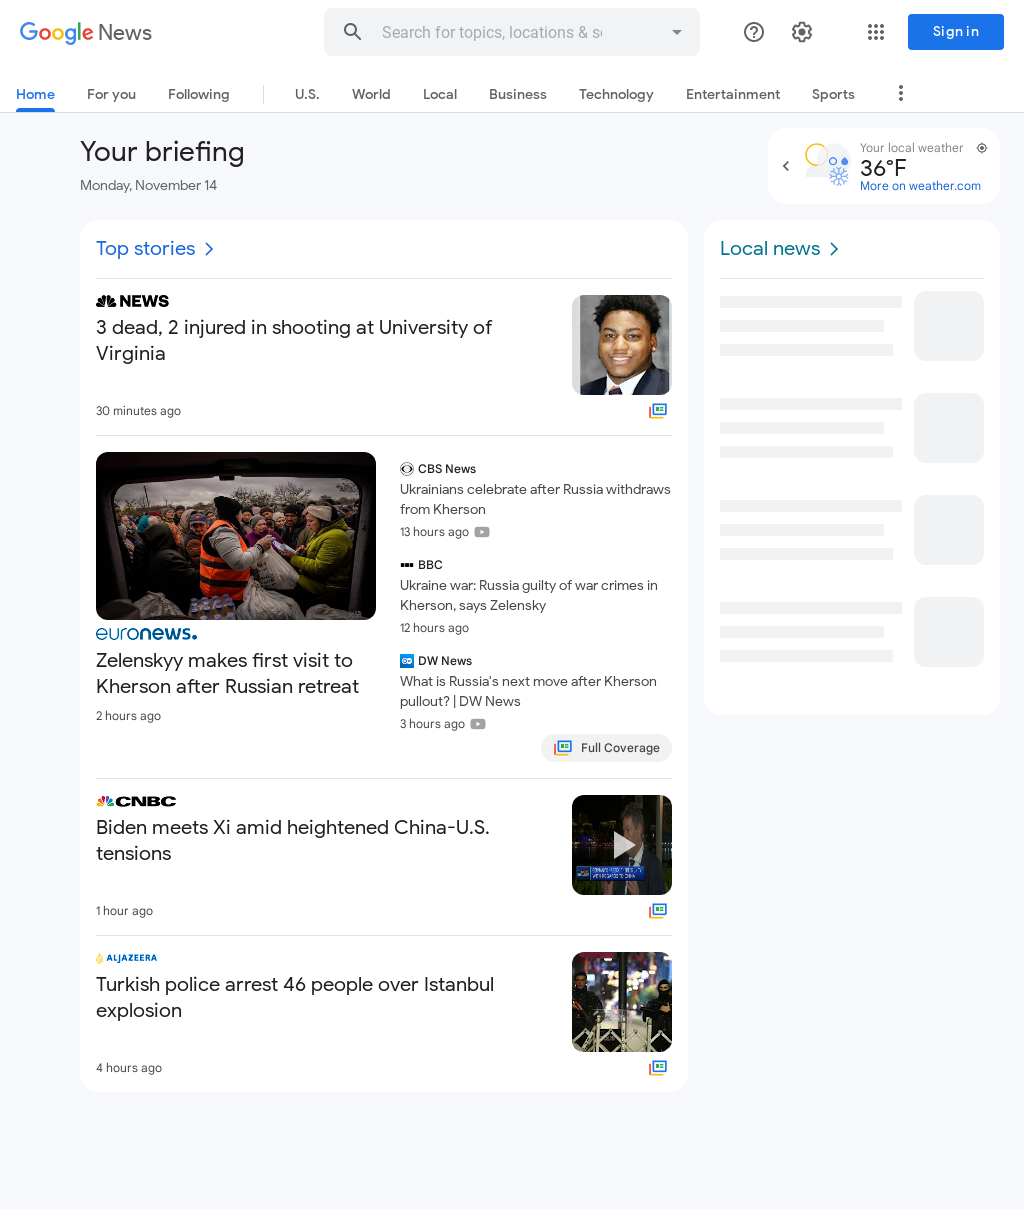 Google News
Search for topics, locations & so
Sign in
Home
For you
Following
U.S.
World
Local
Business
Technology
Entertainment
Sports
Your briefing
Monday, November 14
Your local weather
36°F
More on weather.com
Top stories
NEWS
3 dead, 2 injured in shooting at University of
Virginia
30 minutes ago
euronews.
Zelenskyy makes first visit to
Kherson after Russian retreat
2 hours ago
CBS News
Ukrainians celebrate after Russia withdraws
from Kherson
13 hours ago
BBC
Ukraine war: Russia guilty of war crimes in
Kherson, says Zelensky
12 hours ago
DW News
What is Russia's next move after Kherson
pullout? | DW News
3 hours ago
Full Coverage
CNBC
Biden meets Xi amid heightened China-U.S.
tensions
1 hour ago
ALJAZEERA
Turkish police arrest 46 people over Istanbul
explosion
4 hours ago
Local news